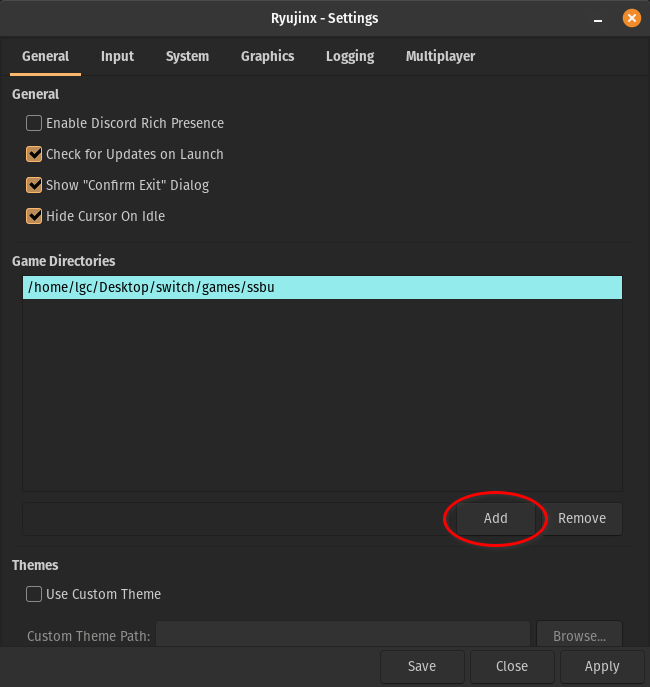 Ryujinx - Settings
General Input System Graphics Logging Multiplayer
General
Enable Discord Rich Presence
Check for Updates on Launch
Show "Confirm Exit" Dialog
Hide Cursor On Idle
Game Directories
/home/lgc/Desktop/switch/games/ssbu
Add Remove
Themes
Use Custom Theme
Custom Theme Path: Browse...
Save Close Apply